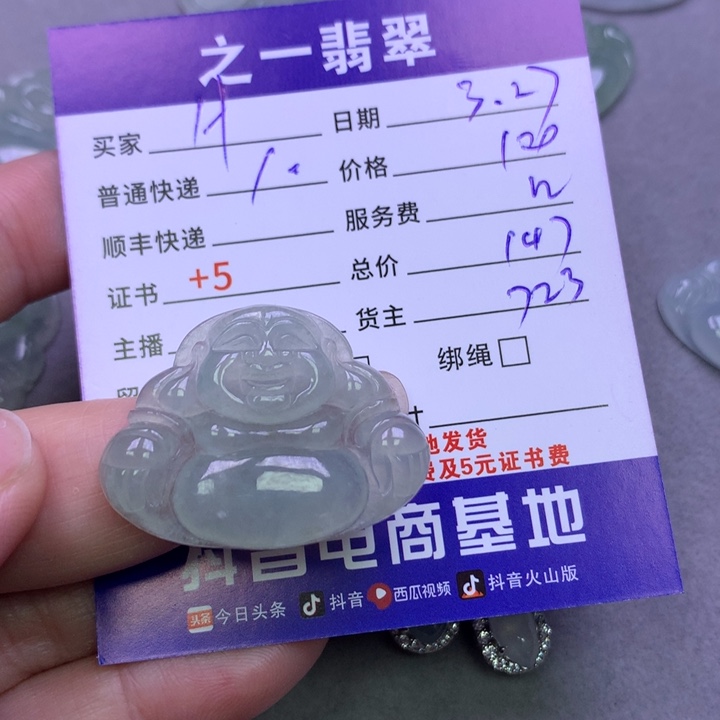 之一翡翠
买家 日期 3.27
普通快递 价格 120
顺丰快递 服务费
证书 +5 总价 147
主播 货主 723
绑绳
地发货
费及5元证书费
抖音电商基地
头条 今日头条 抖音 西瓜视频 抖音火山版